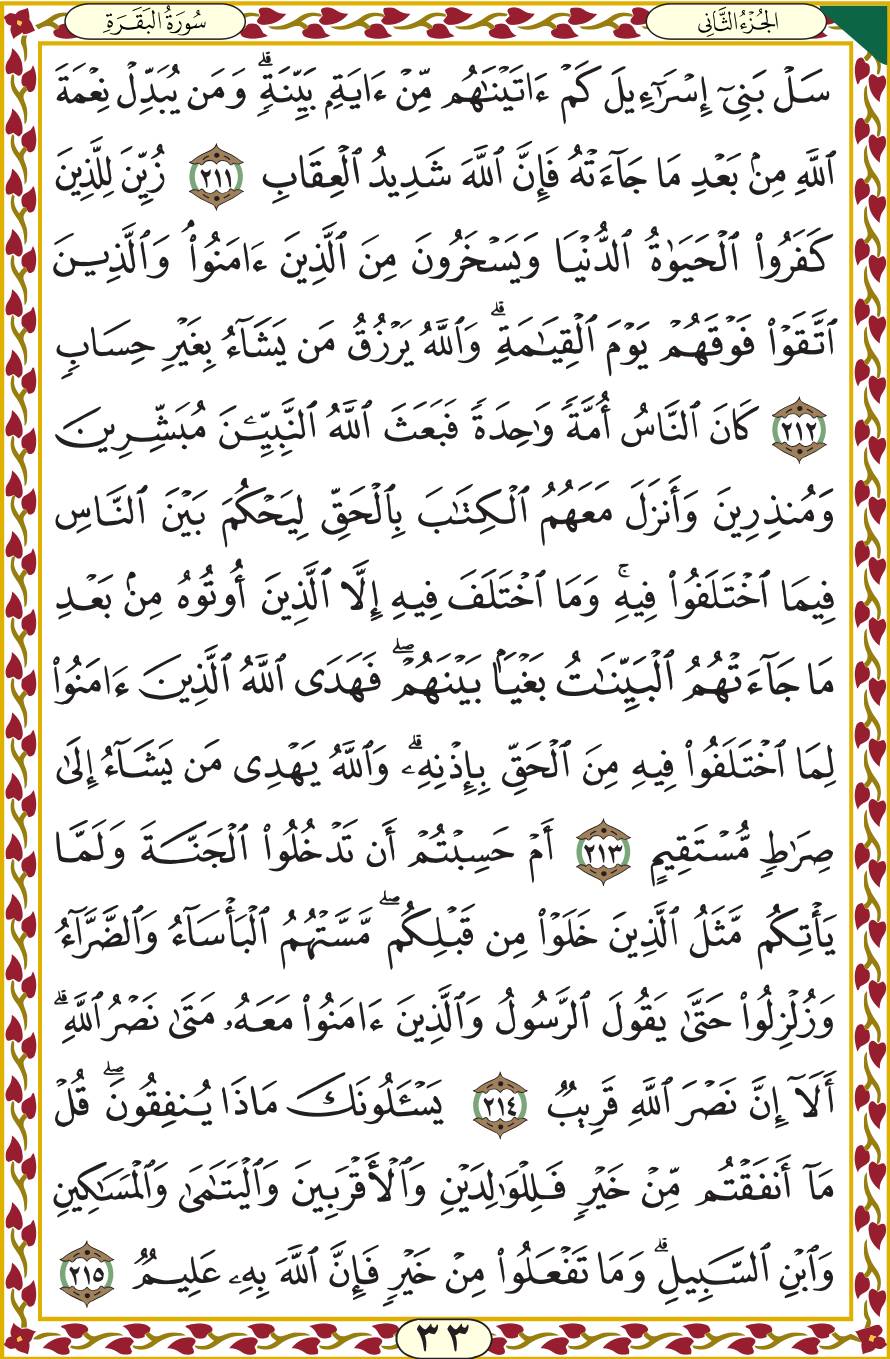 الجُزْءُ الثَّانِي
سُورَةُ البَقَرَةِ
سَلْ بَنِىٓ إِسْرَٰٓءِيلَ كَمْ ءَاتَيْنَٰهُم مِّنْ ءَايَةٍۭ بَيِّنَةٍۗ وَمَن يُبَدِّلْ نِعْمَةَ
ٱللَّهِ مِنۢ بَعْدِ مَا جَآءَتْهُ فَإِنَّ ٱللَّهَ شَدِيدُ ٱلْعِقَابِ ٢١١ زُيِّنَ لِلَّذِينَ
كَفَرُوا۟ ٱلْحَيَوٰةُ ٱلدُّنْيَا وَيَسْخَرُونَ مِنَ ٱلَّذِينَ ءَامَنُوا۟ۘ وَٱلَّذِينَ
ٱتَّقَوْا۟ فَوْقَهُمْ يَوْمَ ٱلْقِيَٰمَةِۗ وَٱللَّهُ يَرْزُقُ مَن يَشَآءُ بِغَيْرِ حِسَابٍ
٢١٢ كَانَ ٱلنَّاسُ أُمَّةً وَٰحِدَةً فَبَعَثَ ٱللَّهُ ٱلنَّبِيِّۦنَ مُبَشِّرِينَ
وَمُنذِرِينَ وَأَنزَلَ مَعَهُمُ ٱلْكِتَٰبَ بِٱلْحَقِّ لِيَحْكُمَ بَيْنَ ٱلنَّاسِ
فِيمَا ٱخْتَلَفُوا۟ فِيهِۚ وَمَا ٱخْتَلَفَ فِيهِ إِلَّا ٱلَّذِينَ أُوتُوهُ مِنۢ بَعْدِ
مَا جَآءَتْهُمُ ٱلْبَيِّنَٰتُ بَغْيًۢا بَيْنَهُمْۖ فَهَدَى ٱللَّهُ ٱلَّذِينَ ءَامَنُوا۟
لِمَا ٱخْتَلَفُوا۟ فِيهِ مِنَ ٱلْحَقِّ بِإِذْنِهِۦۗ وَٱللَّهُ يَهْدِى مَن يَشَآءُ إِلَىٰ
صِرَٰطٍ مُّسْتَقِيمٍ ٢١٣ أَمْ حَسِبْتُمْ أَن تَدْخُلُوا۟ ٱلْجَنَّةَ وَلَمَّا
يَأْتِكُم مَّثَلُ ٱلَّذِينَ خَلَوْا۟ مِن قَبْلِكُمۖ مَّسَّتْهُمُ ٱلْبَأْسَآءُ وَٱلضَّرَّآءُ
وَزُلْزِلُوا۟ حَتَّىٰ يَقُولَ ٱلرَّسُولُ وَٱلَّذِينَ ءَامَنُوا۟ مَعَهُۥ مَتَىٰ نَصْرُ ٱللَّهِۗ
أَلَآ إِنَّ نَصْرَ ٱللَّهِ قَرِيبٌ ٢١٤ يَسْـَٔلُونَكَ مَاذَا يُنفِقُونَۖ قُلْ
مَآ أَنفَقْتُم مِّنْ خَيْرٍ فَلِلْوَٰلِدَيْنِ وَٱلْأَقْرَبِينَ وَٱلْيَتَٰمَىٰ وَٱلْمَسَٰكِينِ
وَٱبْنِ ٱلسَّبِيلِۗ وَمَا تَفْعَلُوا۟ مِنْ خَيْرٍ فَإِنَّ ٱللَّهَ بِهِۦ عَلِيمٌ ٢١٥
٣٣